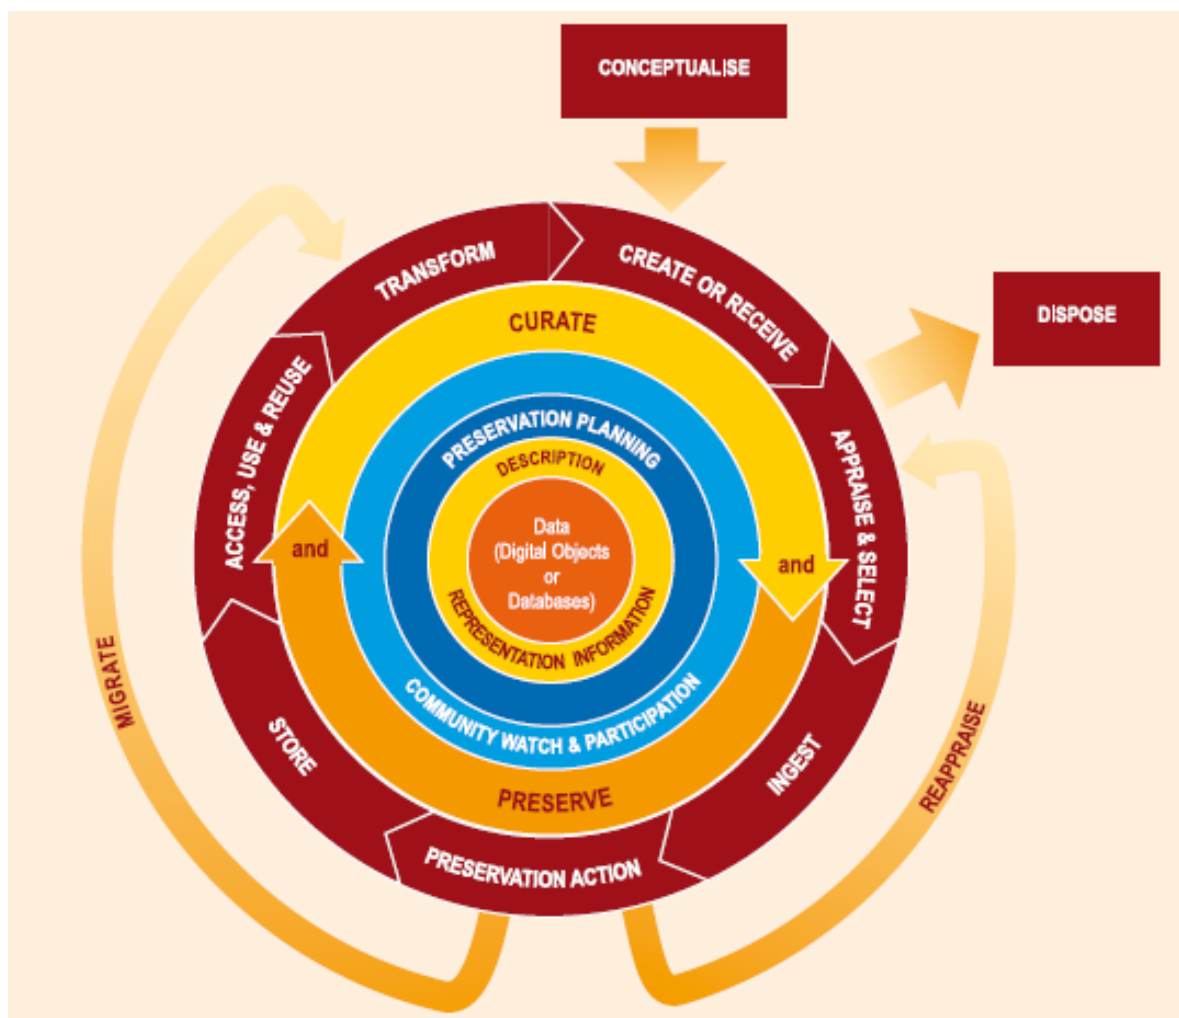 CONCEPTUALISE
DISPOSE
TRANSFORM
CREATE OR RECEIVE
APPRAISE & SELECT
INGEST
PRESERVATION ACTION
STORE
ACCESS, USE & REUSE
CURATE
and
PRESERVE
and
COMMUNITY WATCH & PARTICIPATION
PRESERVATION PLANNING
DESCRIPTION
REPRESENTATION INFORMATION
Data
(Digital Objects
or
Databases)
MIGRATE
REAPPRAISE